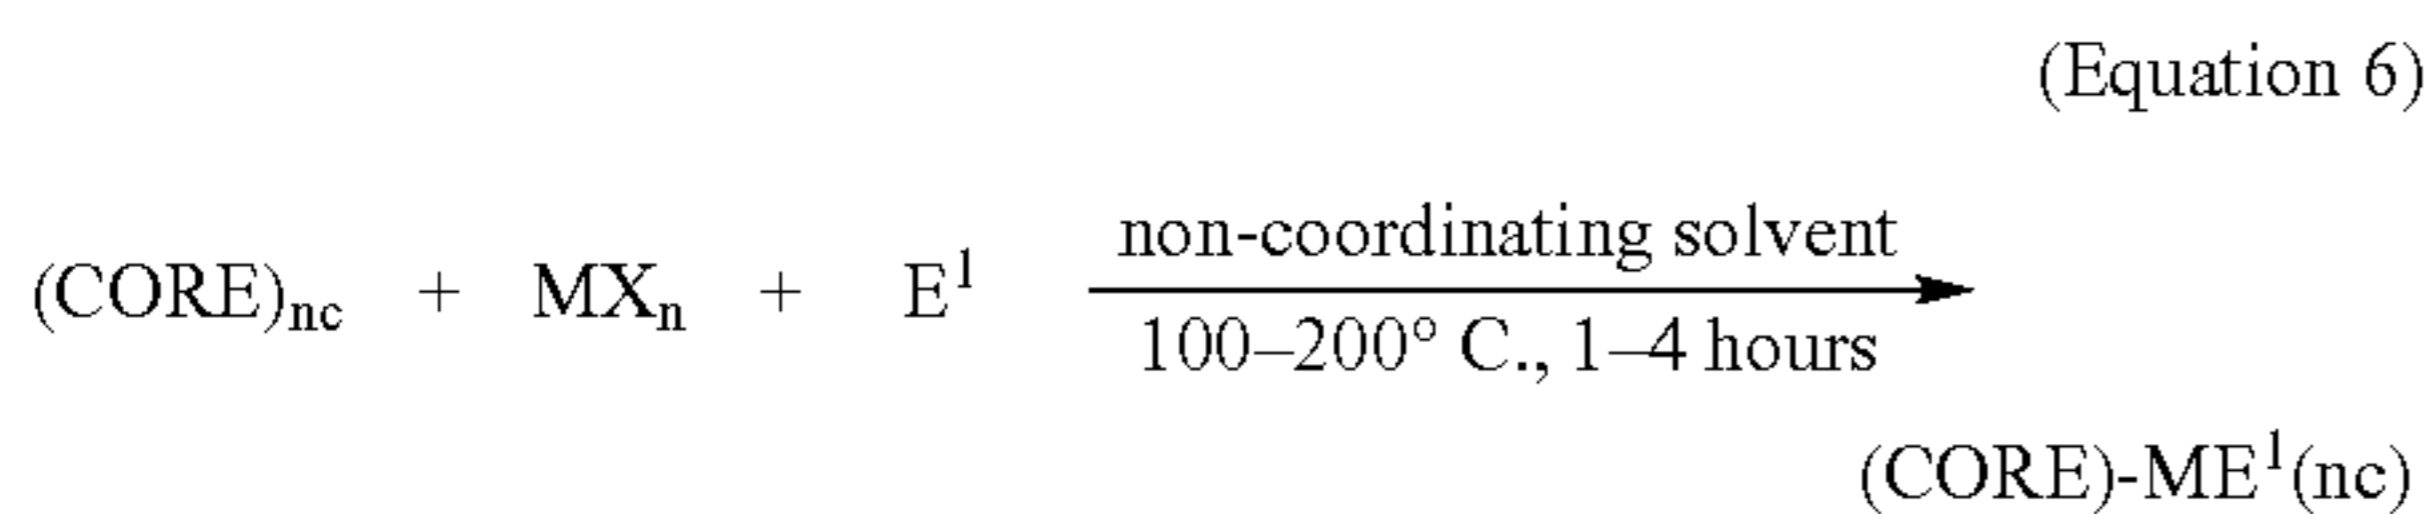 (Equation 6)
non-coordinating solvent
(CORE)nc + MXn + E1
100–200° C., 1–4 hours
(CORE)-ME1(nc)